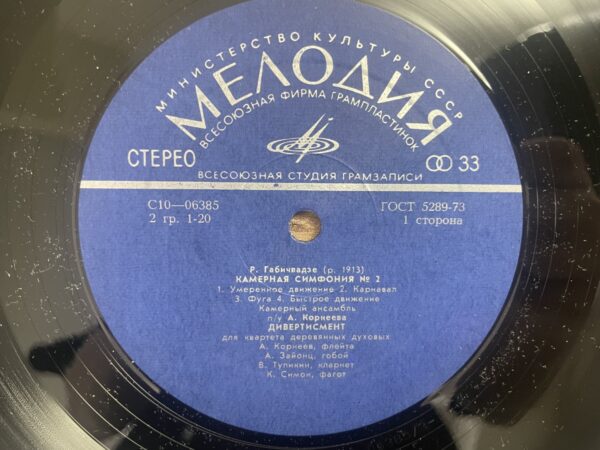 МИНИСТЕРСТВО КУЛЬТУРЫ СССР
МЕЛОДИЯ
ВСЕСОЮЗНАЯ ФИРМА ГРАМПЛАСТИНОК
СТЕРЕО
33
ВСЕСОЮЗНАЯ СТУДИЯ ГРАМЗАПИСИ
С10—06385
ГОСТ 5289-73
2 гр. 1-20
1 сторона
Р. Габичвадзе (р. 1913)
КАМЕРНАЯ СИМФОНИЯ № 2
1. Умеренное движение 2. Карнавал
3. Фуга 4. Быстрое движение
Камерный ансамбль
п/у А. Корнеева
ДИВЕРТИСМЕНТ
для квартета деревянных духовых
А. Корнеев, флейта
А. Зайонц, гобой
В. Тупикин, кларнет
К. Симон, фагот